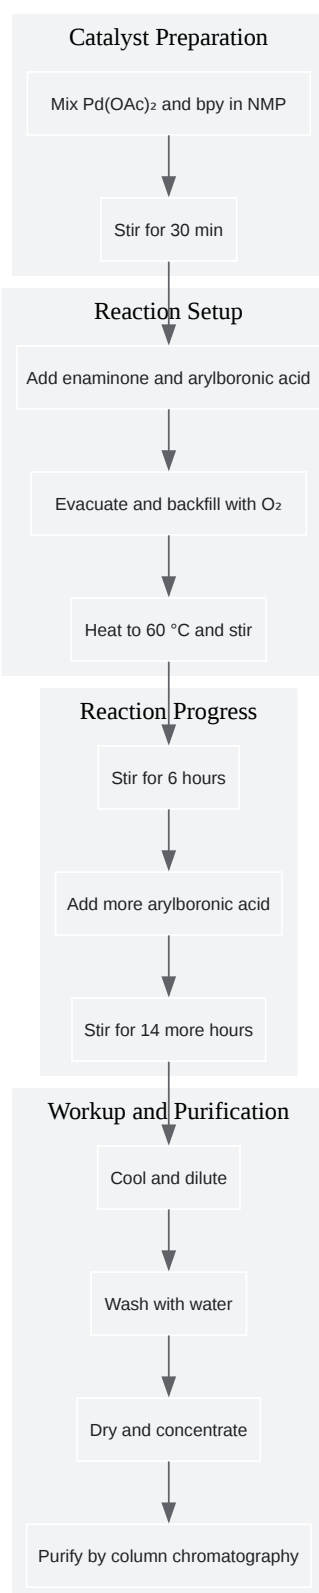 Catalyst Preparation
Mix Pd(OAc)₂ and bpy in NMP
Stir for 30 min
Reaction Setup
Add enaminone and arylboronic acid
Evacuate and backfill with O₂
Heat to 60 °C and stir
Reaction Progress
Stir for 6 hours
Add more arylboronic acid
Stir for 14 more hours
Workup and Purification
Cool and dilute
Wash with water
Dry and concentrate
Purify by column chromatography